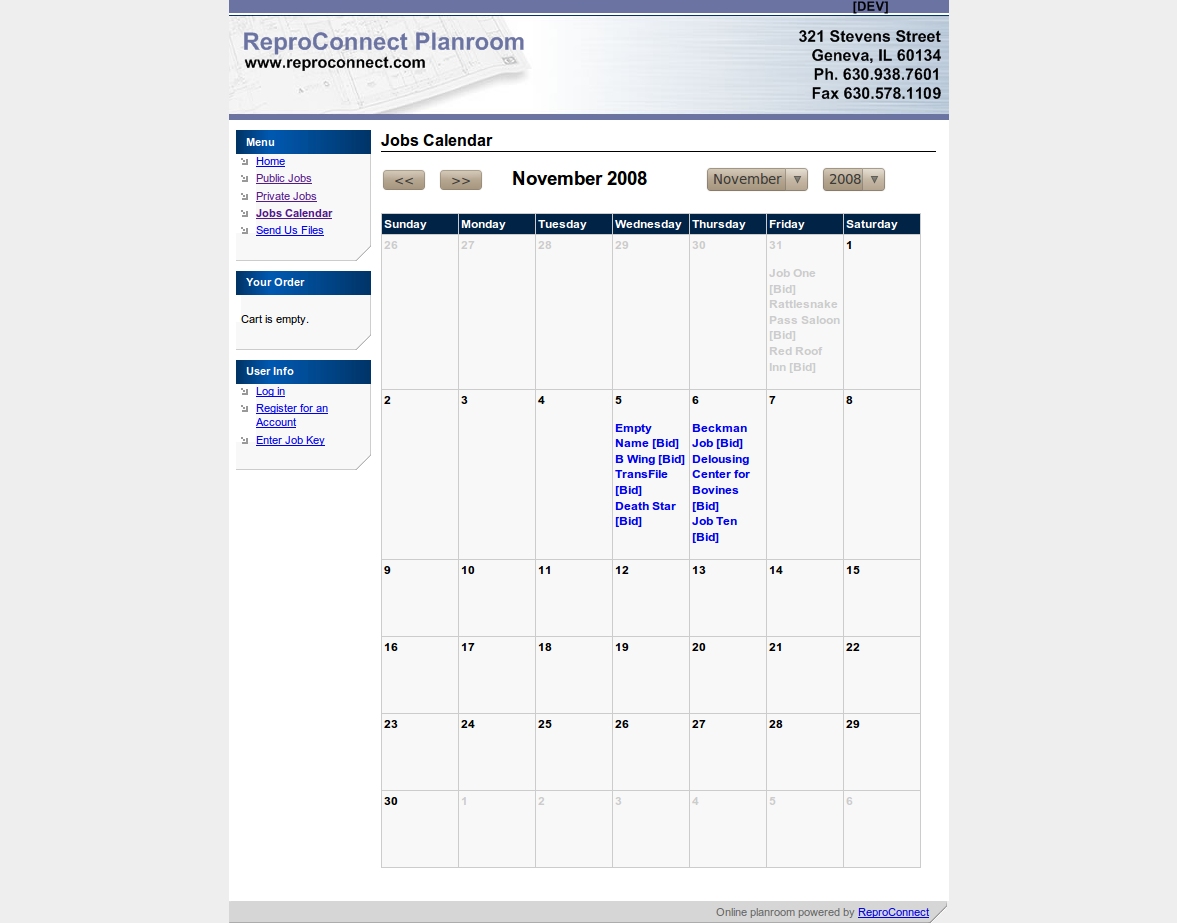 [DEV]
ReproConnect Planroom
www.reproconnect.com
321 Stevens Street
Geneva, IL 60134
Ph. 630.938.7601
Fax 630.578.1109
Menu
Home
Public Jobs
Private Jobs
Jobs Calendar
Send Us Files
Your Order
Cart is empty.
User Info
Log in
Register for an
Account
Enter Job Key
Jobs Calendar
<< >> November 2008 November 2008
Sunday Monday Tuesday Wednesday Thursday Friday Saturday
26 27 28 29 30 31 1
Job One
[Bid]
Rattlesnake
Pass Saloon
[Bid]
Red Roof
Inn [Bid]
2 3 4 5 6 7 8
Empty
Name [Bid]
B Wing [Bid]
TransFile
[Bid]
Death Star
[Bid]
Beckman
Job [Bid]
Delousing
Center for
Bovines
[Bid]
Job Ten
[Bid]
9 10 11 12 13 14 15
16 17 18 19 20 21 22
23 24 25 26 27 28 29
30 1 2 3 4 5 6
Online planroom powered by ReproConnect